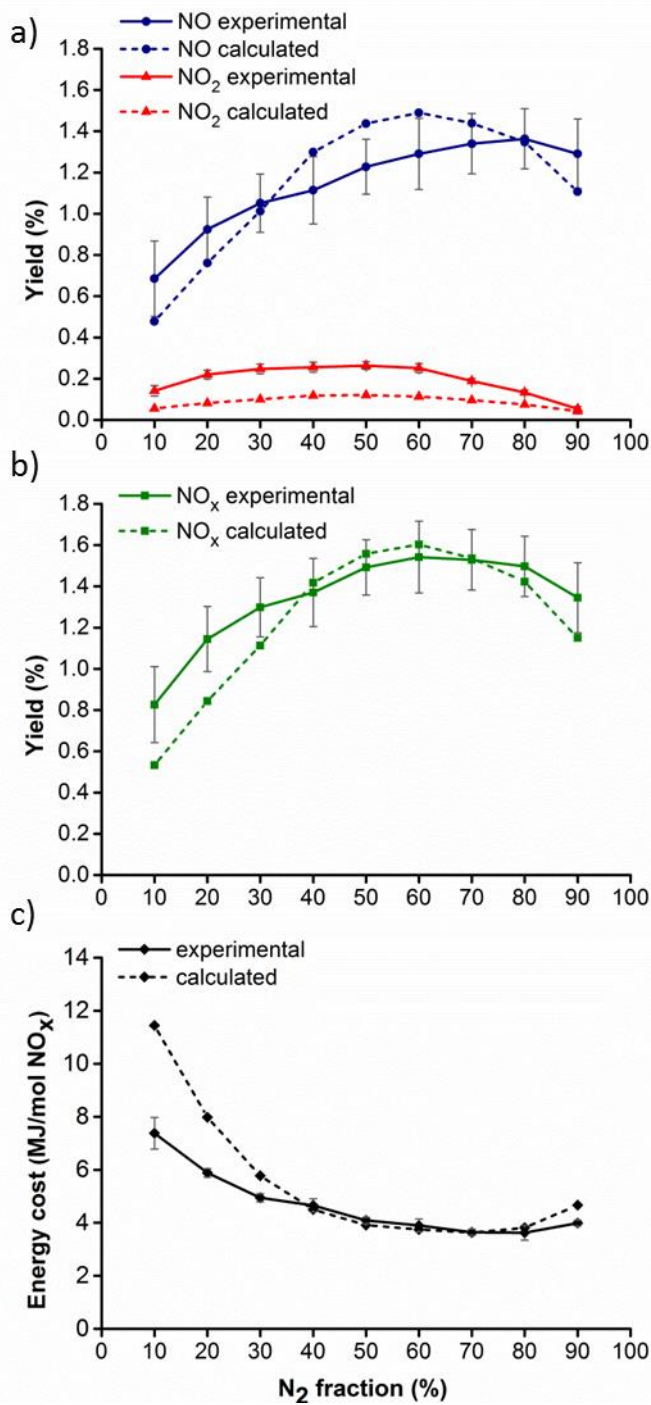 a)
NO experimental
NO calculated
NO₂ experimental
NO₂ calculated
1.8
1.6
1.4
1.2
1.0
0.8
0.6
0.4
0.2
0.0
Yield (%)
0 10 20 30 40 50 60 70 80 90 100
b)
NOₓ experimental
NOₓ calculated
1.8
1.6
1.4
1.2
1.0
0.8
0.6
0.4
0.2
0.0
Yield (%)
0 10 20 30 40 50 60 70 80 90 100
c)
experimental
calculated
14
12
10
8
6
4
2
0
Energy cost (MJ/mol NOₓ)
0 10 20 30 40 50 60 70 80 90 100
N₂ fraction (%)